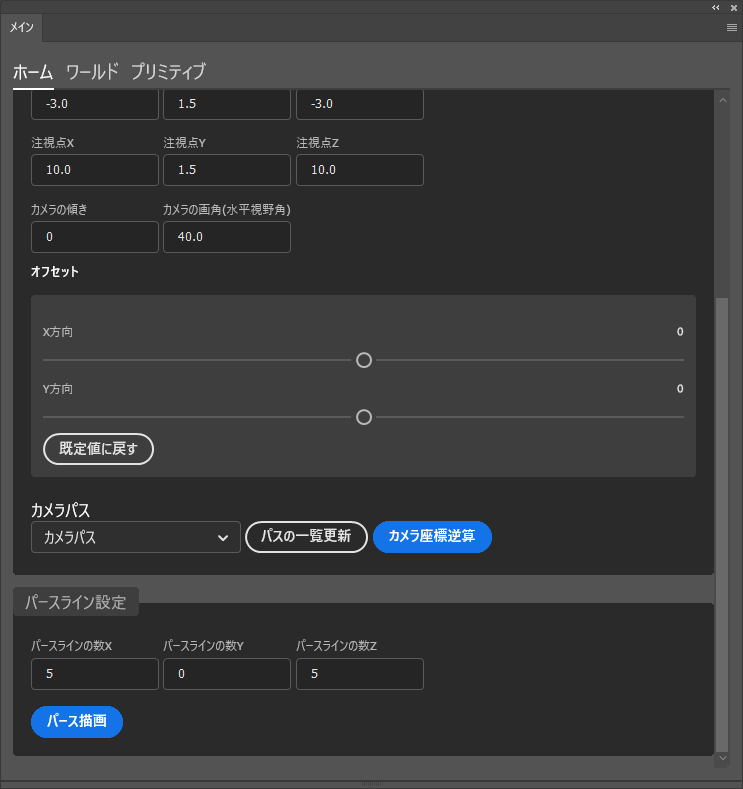 メイン
ホーム ワールド プリミティブ
-3.0 1.5 -3.0
注視点X 注視点Y 注視点Z
10.0 1.5 10.0
カメラの傾き カメラの画角(水平視野角)
0 40.0
オフセット
X方向 0
Y方向 0
既定値に戻す
カメラパス
カメラパス パスの一覧更新 カメラ座標逆算
パースライン設定
パースラインの数X パースラインの数Y パースラインの数Z
5 0 5
パース描画